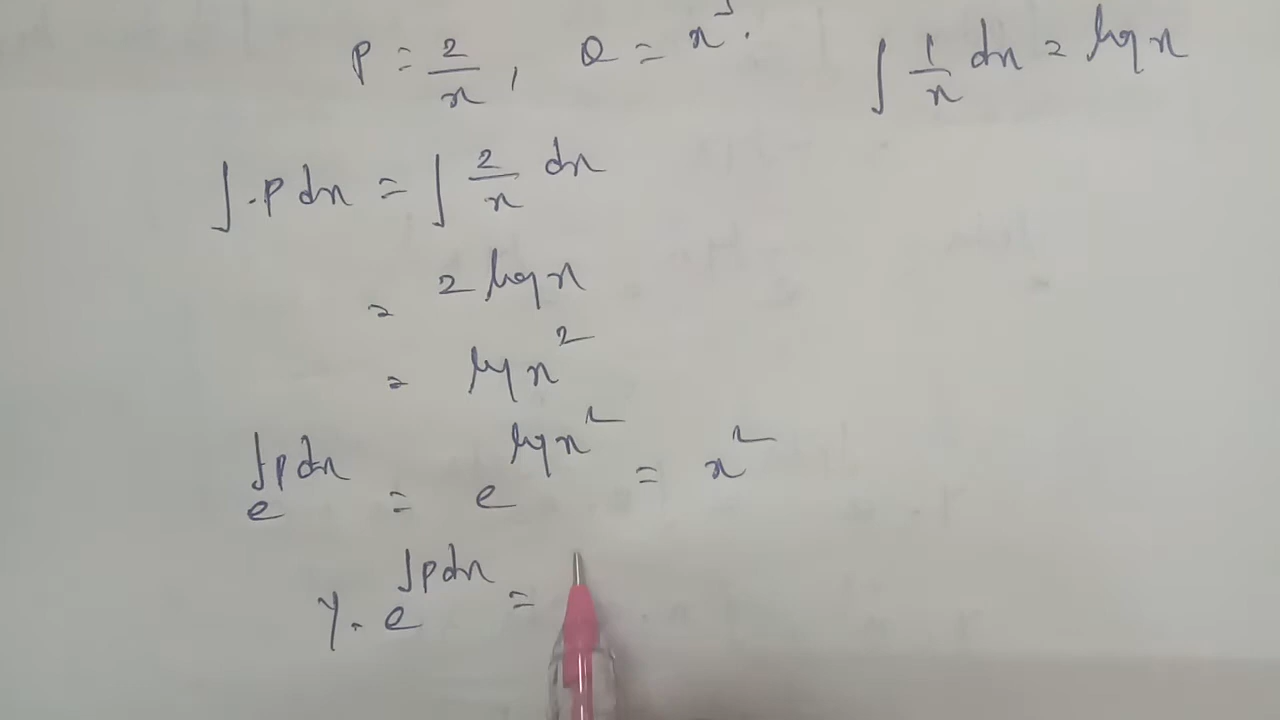 P = 2/x, Q = x³. ∫ 1/x dx = log x
∫ P dx = ∫ 2/x dx
= 2 log x
= log x²
e^∫P dx = e^log x² = x²
y. e^∫P dx =